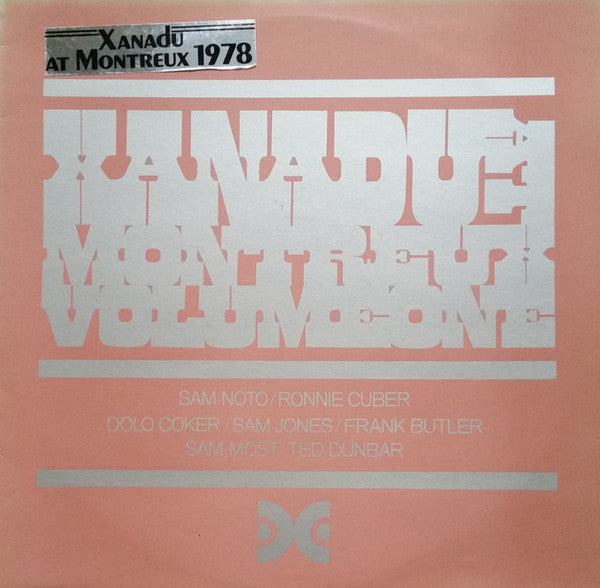 XANADU
AT MONTREUX 1978
XANADU AT
MONTREUX
VOLUME ONE
SAM NOTO/RONNIE CUBER
DOLO COKER/SAM JONES/FRANK BUTLER
SAM MOST/TED DUNBAR